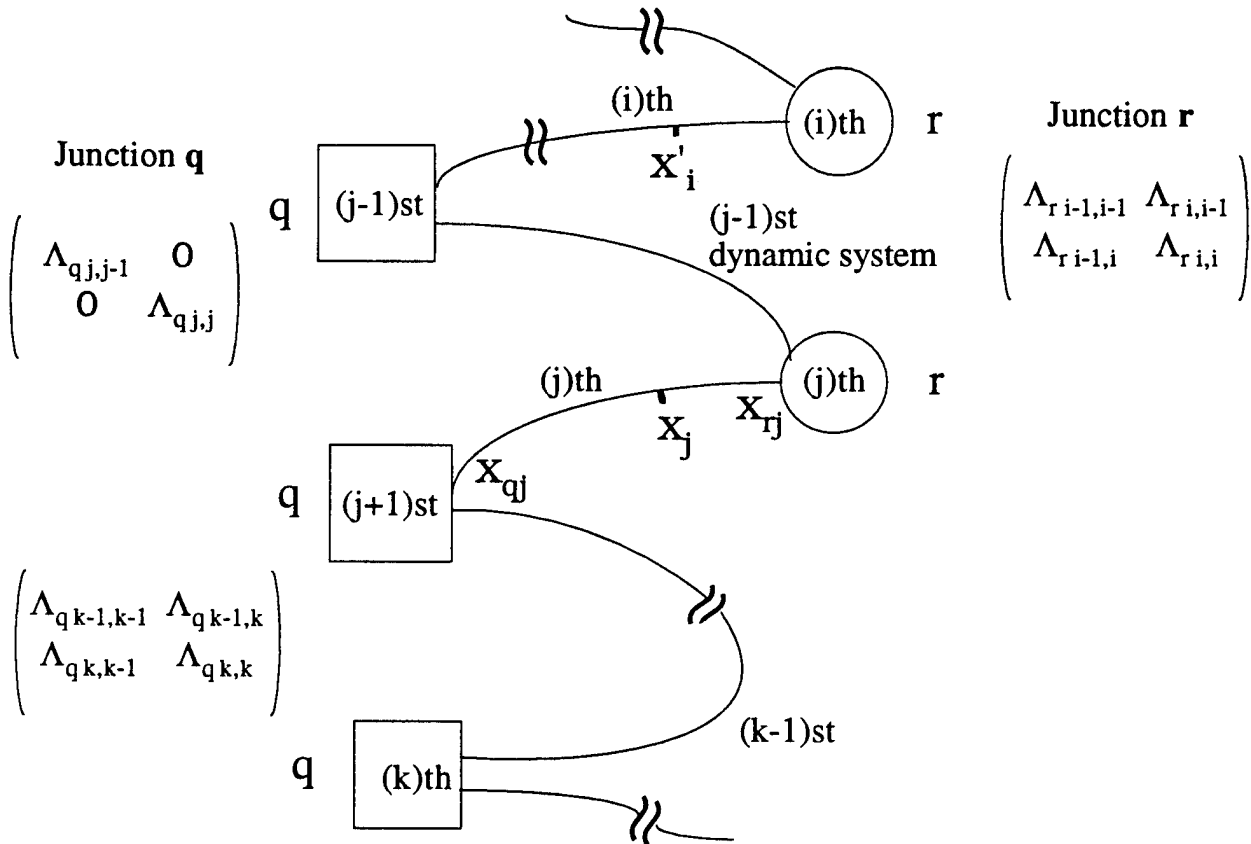 (i)th
(i)th
r
Junction r
x'i
Λr i-1,i-1 Λr i,i-1
Λr i-1,i Λr i,i
Junction q
q
(j-1)st
(j-1)st
dynamic system
Λq j,j-1 0
0 Λq j,j
(j)th
(j)th
r
xj
xrj
xqj
q
(j+1)st
Λq k-1,k-1 Λq k-1,k
Λq k,k-1 Λq k,k
(k-1)st
q
(k)th